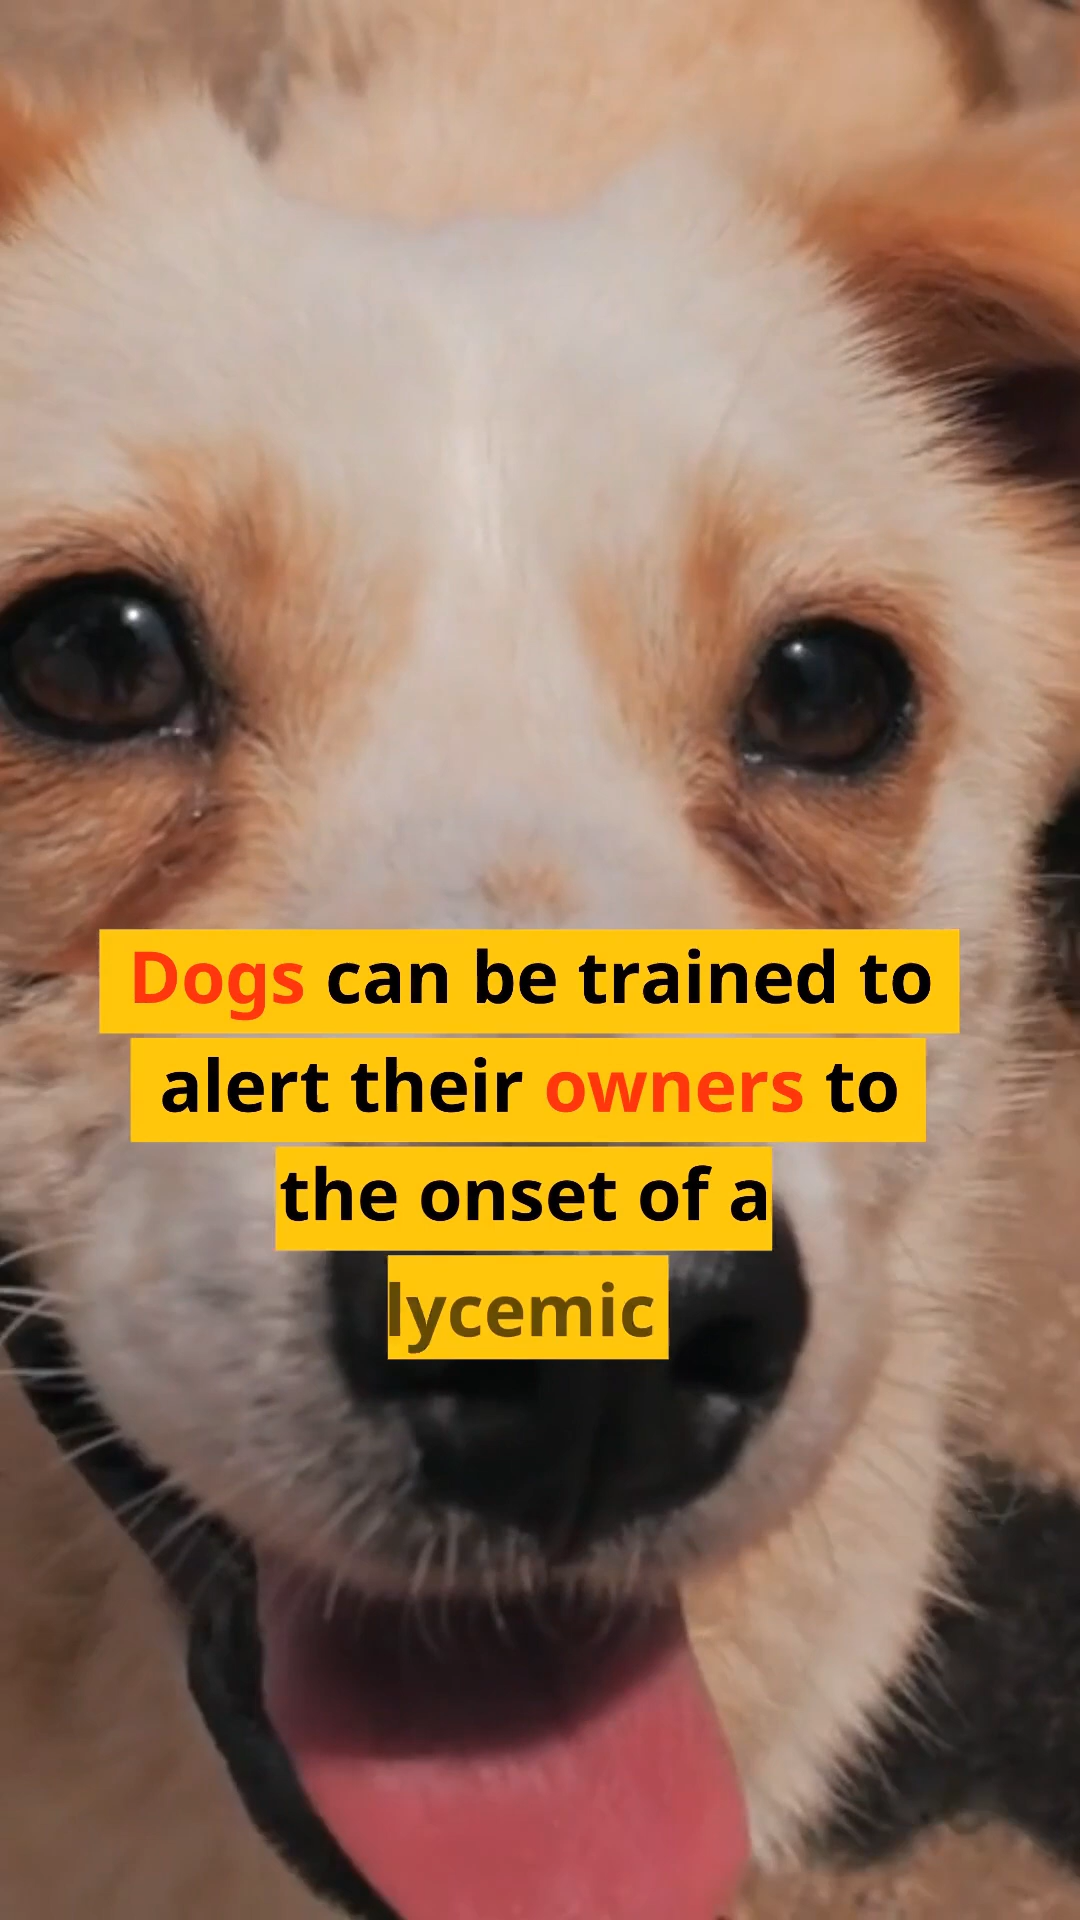 Dogs can be trained to
alert their owners to
the onset of a
lycemic